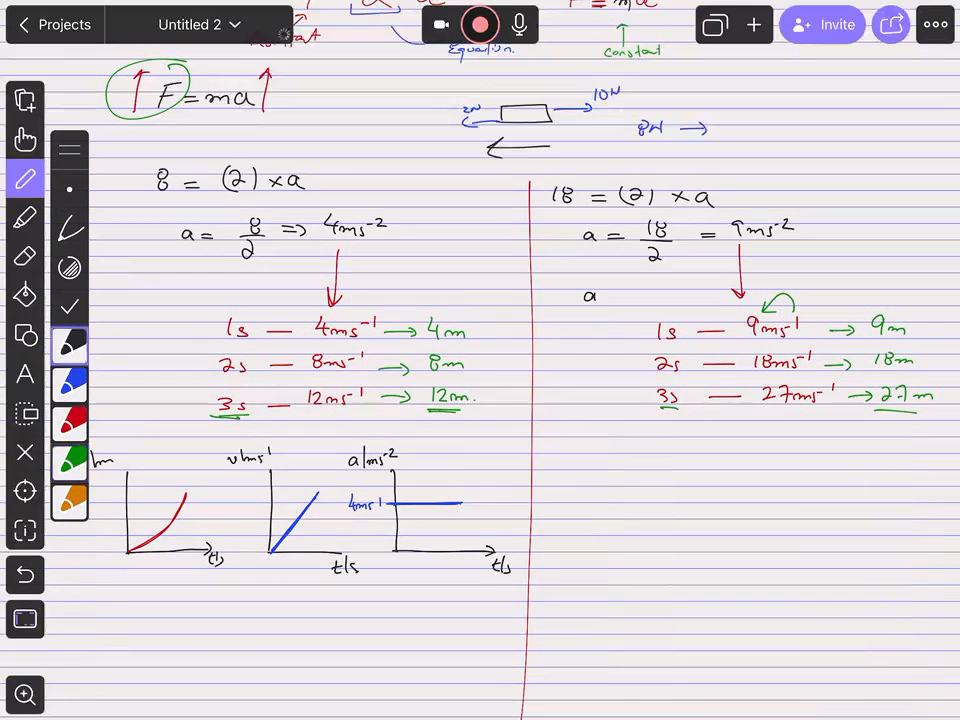 Projects
Untitled 2
Invite
Equation.
Constant
F = ma
2N
10N
8N
8 = (2) × a
a = 8/2 => 4ms-2
1s — 4ms-1 → 4m
2s — 8ms-1 → 8m
3s — 12ms-1 → 12m.
18 = (2) × a
a = 18/2 = 9ms-2
a
1s — 9ms-1 → 9m
2s — 18ms-1 → 18m
3s — 27ms-1 → 27m
v/ms-1
a/ms-2
4ms-1
t/s
t/s
t/s